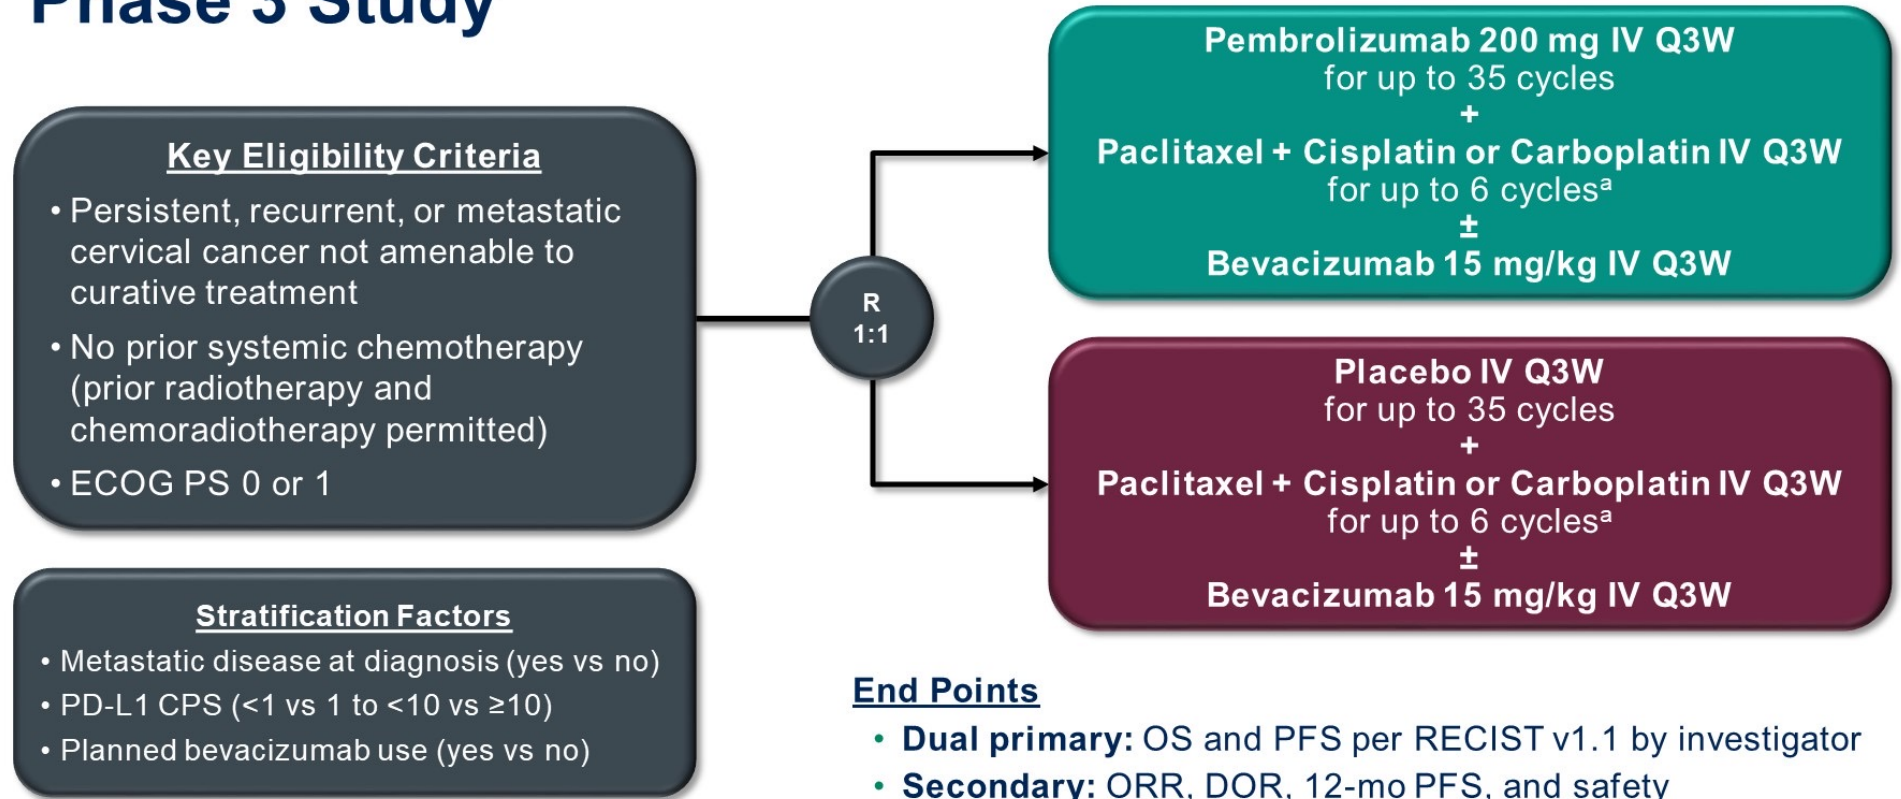 Phase 3 Study
Key Eligibility Criteria
• Persistent, recurrent, or metastatic
cervical cancer not amenable to
curative treatment
• No prior systemic chemotherapy
(prior radiotherapy and
chemoradiotherapy permitted)
• ECOG PS 0 or 1
Stratification Factors
• Metastatic disease at diagnosis (yes vs no)
• PD-L1 CPS (<1 vs 1 to <10 vs ≥10)
• Planned bevacizumab use (yes vs no)
R
1:1
Pembrolizumab 200 mg IV Q3W
for up to 35 cycles
+
Paclitaxel + Cisplatin or Carboplatin IV Q3W
for up to 6 cyclesᵃ
±
Bevacizumab 15 mg/kg IV Q3W
Placebo IV Q3W
for up to 35 cycles
+
Paclitaxel + Cisplatin or Carboplatin IV Q3W
for up to 6 cyclesᵃ
±
Bevacizumab 15 mg/kg IV Q3W
End Points
• Dual primary: OS and PFS per RECIST v1.1 by investigator
• Secondary: ORR, DOR, 12-mo PFS, and safety